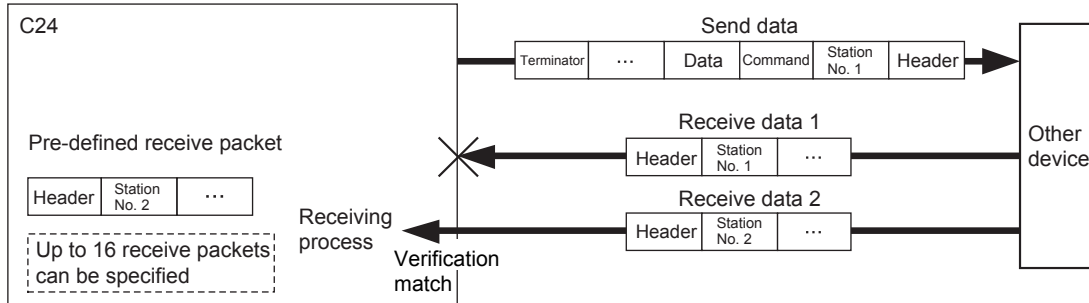 C24
Send data
Terminator … Data Command Station No. 1 Header
Receive data 1
Header Station No. 1 …
Receive data 2
Header Station No. 2 …
Other
device
Pre-defined receive packet
Header Station No. 2 …
Up to 16 receive packets
can be specified
Receiving
process
Verification
match